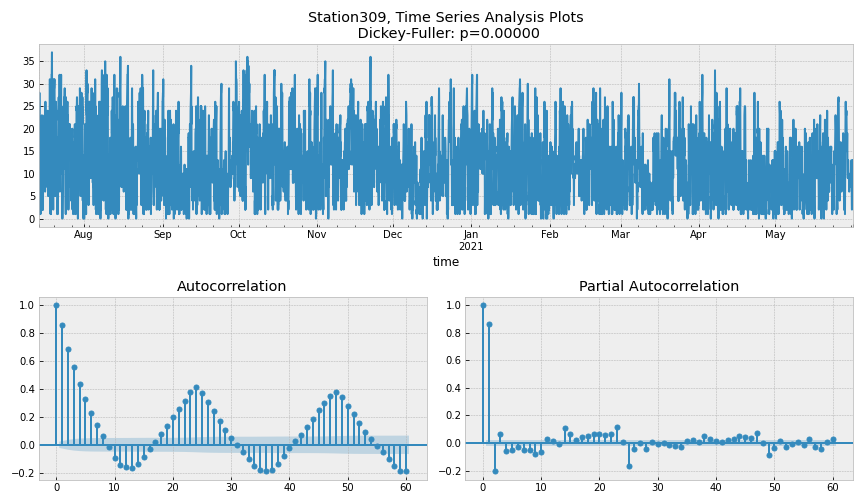 Station309, Time Series Analysis Plots
Dickey-Fuller: p=0.00000
35
30
25
20
15
10
5
0
Aug Sep Oct Nov Dec Jan Feb Mar Apr May
2021
time
Autocorrelation
1.0
0.8
0.6
0.4
0.2
0.0
−0.2
0 10 20 30 40 50 60
Partial Autocorrelation
1.0
0.8
0.6
0.4
0.2
0.0
−0.2
0 10 20 30 40 50 60